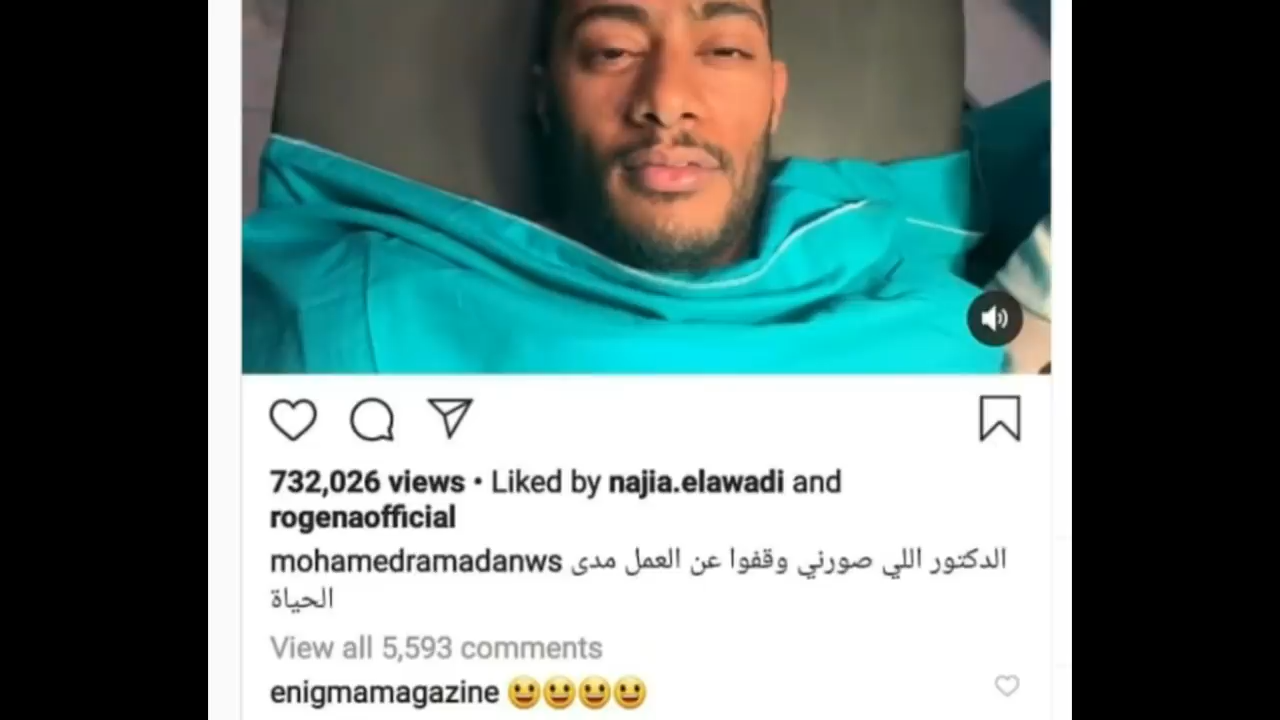 732,026 views • Liked by najia.elawadi and
rogenaofficial
mohamedramadanws الدكتور اللي صورني وقفوا عن العمل مدى
الحياة
View all 5,593 comments
enigmamagazine 😀😀😀😀